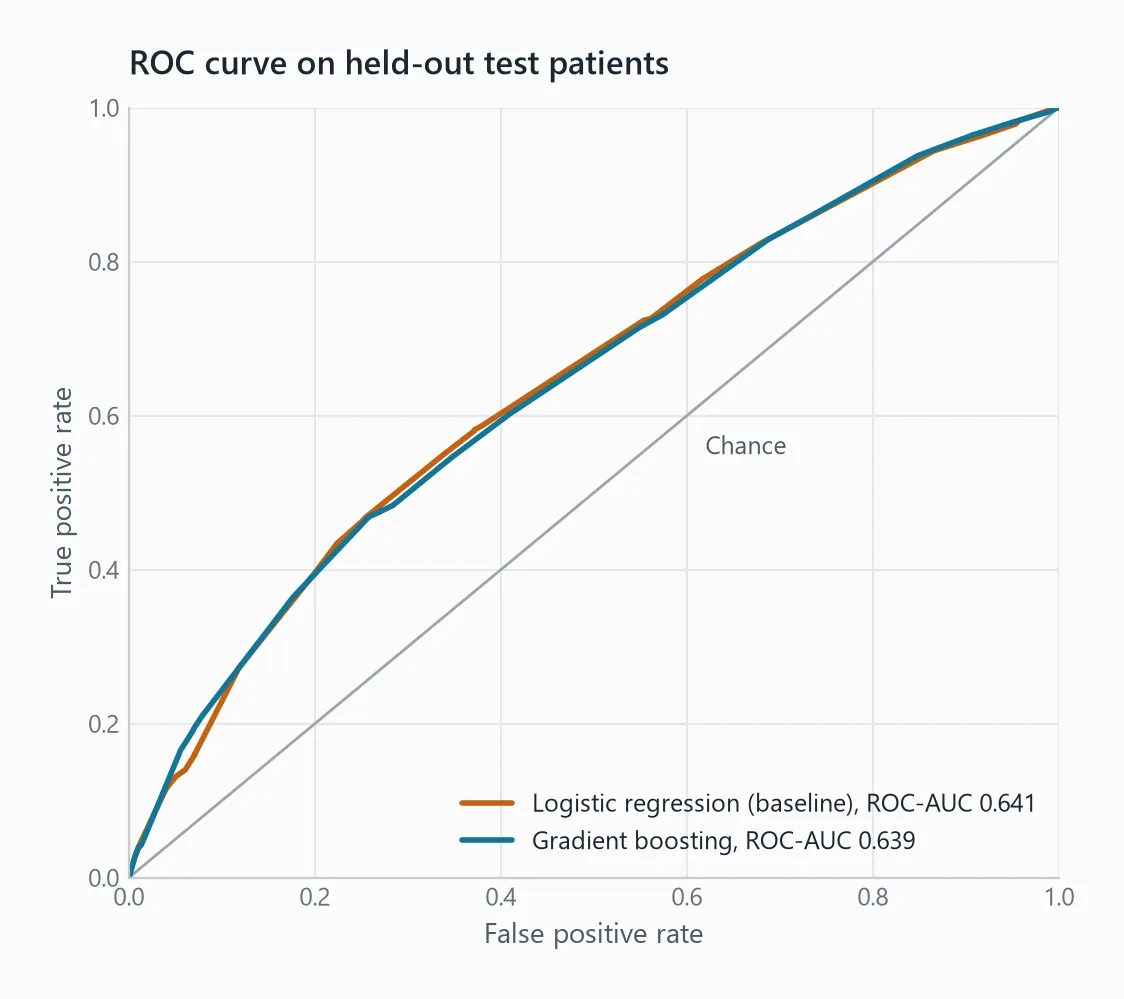 ROC curve on held-out test patients
1.0
0.8
0.6
0.4
0.2
0.0
True positive rate
Chance
Logistic regression (baseline), ROC-AUC 0.641
Gradient boosting, ROC-AUC 0.639
0.0 0.2 0.4 0.6 0.8 1.0
False positive rate